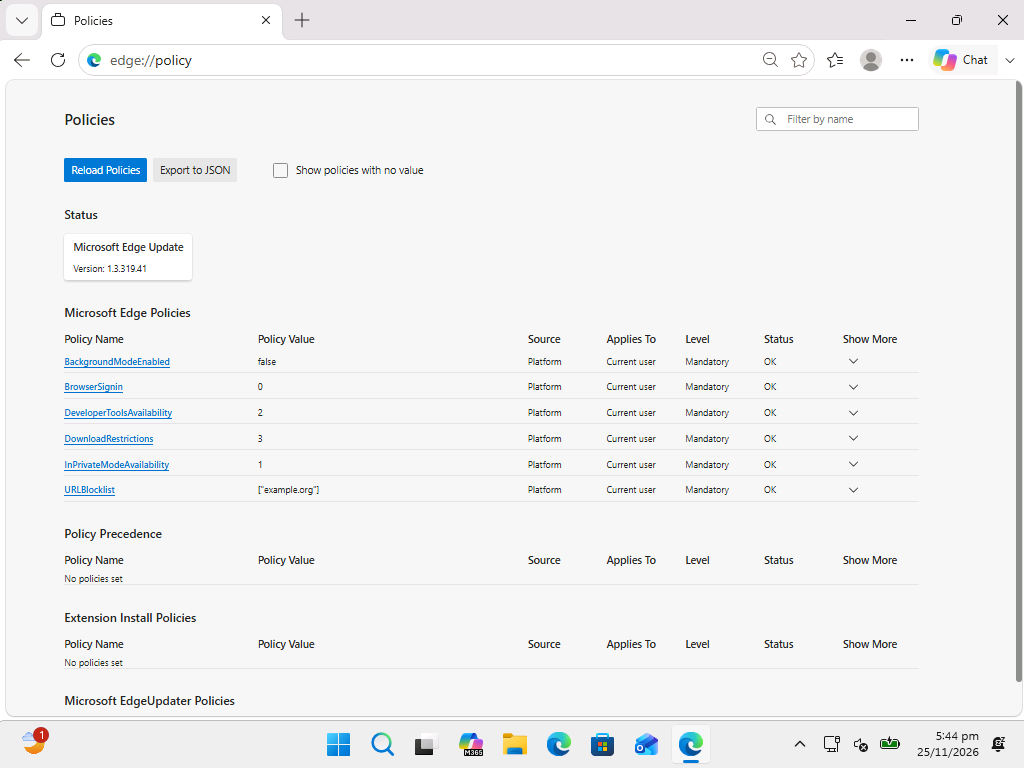 Policies
edge://policy
Chat
Policies
Filter by name
Reload Policies
Export to JSON
Show policies with no value
Status
Microsoft Edge Update
Version: 1.3.319.41
Microsoft Edge Policies
Policy Name Policy Value Source Applies To Level Status Show More
BackgroundModeEnabled false Platform Current user Mandatory OK
BrowserSignin 0 Platform Current user Mandatory OK
DeveloperToolsAvailability 2 Platform Current user Mandatory OK
DownloadRestrictions 3 Platform Current user Mandatory OK
InPrivateModeAvailability 1 Platform Current user Mandatory OK
URLBlocklist ["example.org"] Platform Current user Mandatory OK
Policy Precedence
Policy Name Policy Value Source Applies To Level Status Show More
No policies set
Extension Install Policies
Policy Name Policy Value Source Applies To Level Status Show More
No policies set
Microsoft EdgeUpdater Policies
1
M365
5:44 pm
25/11/2026